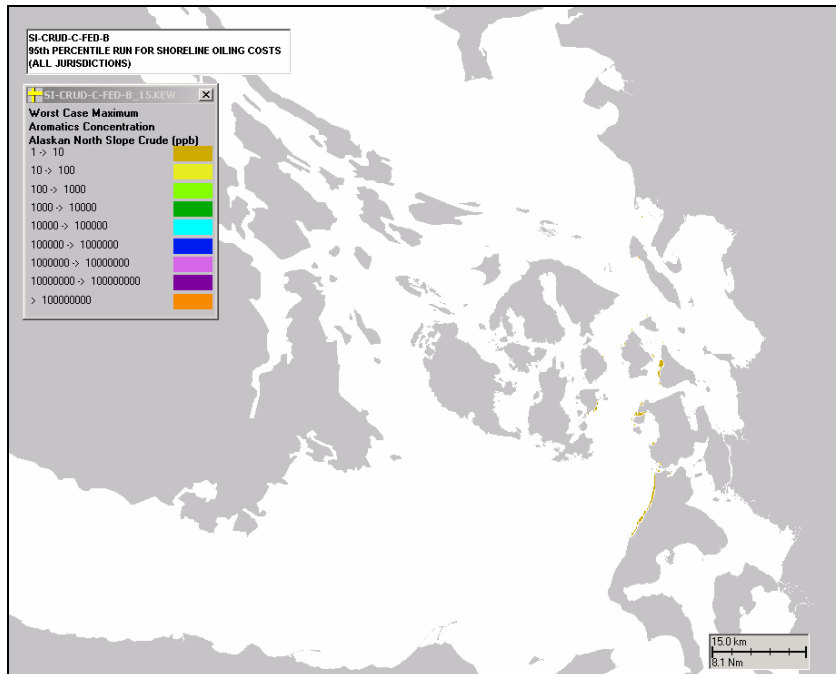 SI-CRUD-C-FED-B
95th PERCENTILE RUN FOR SHORELINE OILING COSTS
(ALL JURISDICTIONS)
SI-CRUD-C-FED-B_15.KEW
Worst Case Maximum
Aromatics Concentration
Alaskan North Slope Crude (ppb)
1 -> 10
10 -> 100
100 -> 1000
1000 -> 10000
10000 -> 100000
100000 -> 1000000
1000000 -> 10000000
10000000 -> 100000000
> 100000000
15.0 km
8.1 Nm